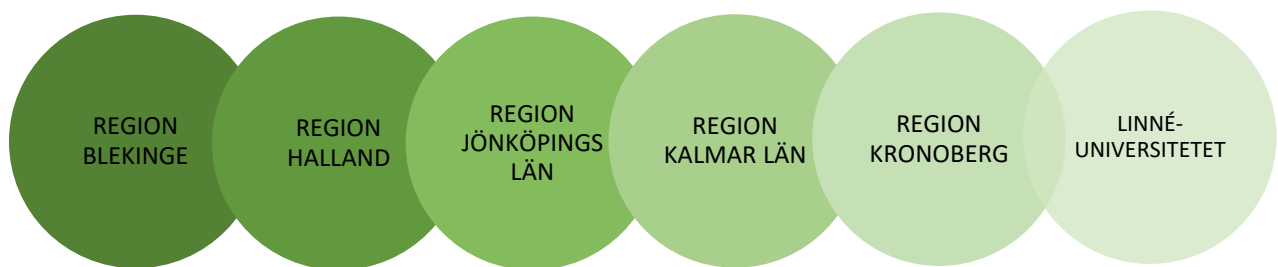 REGION
BLEKINGE
REGION
HALLAND
REGION
JÖNKÖPINGS
LÄN
REGION
KALMAR LÄN
REGION
KRONOBERG
LINNÉ-
UNIVERSITETET